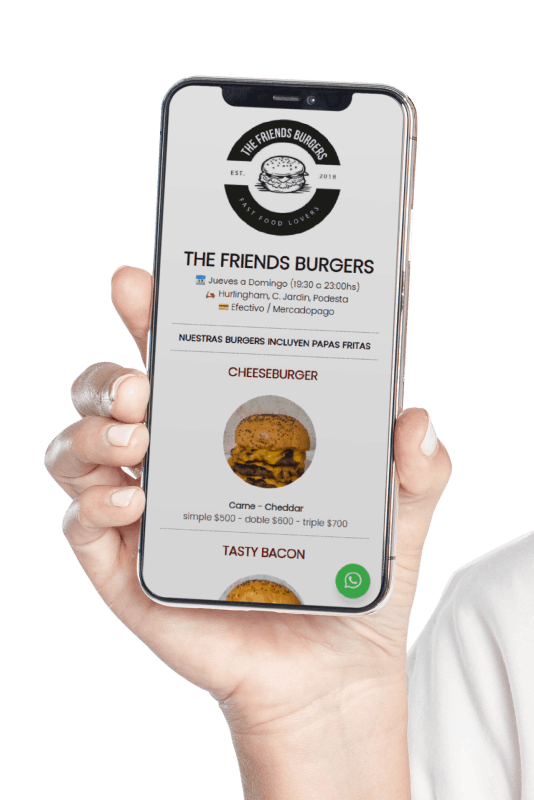 THE FRIENDS BURGERS
EST. 2018
FAST FOOD LOVERS
THE FRIENDS BURGERS
Jueves a Domingo (19:30 a 23:00hs)
Hurlingham, C. Jardin, Podesta
Efectivo / Mercadopago
NUESTRAS BURGERS INCLUYEN PAPAS FRITAS
CHEESEBURGER
Carne - Cheddar
simple $500 - doble $600 - triple $700
TASTY BACON